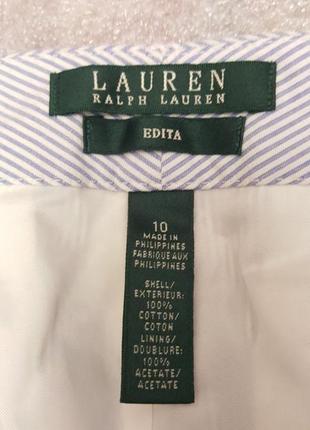 LAUREN
RALPH LAUREN
EDITA
10
MADE IN
PHILIPPINES
FABRIQUE AUX
PHILIPPINES
SHELL/
EXTERIEUR:
100%
COTTON/
COTON
LINING/
DOUBLURE:
100%
ACETATE/
ACETATE